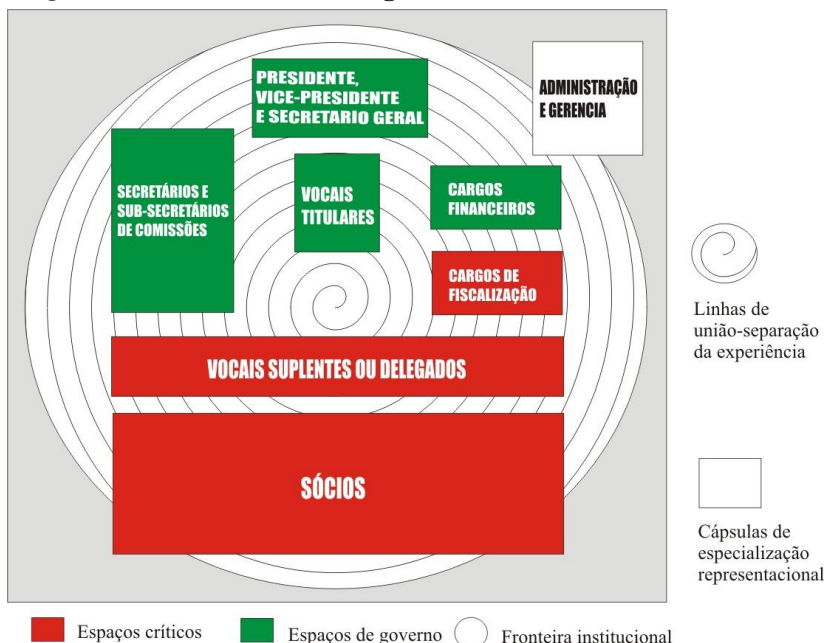 PRESIDENTE,
VICE-PRESIDENTE
E SECRETARIO GERAL
ADMINISTRAÇÃO
E GERENCIA
SECRETÁRIOS E
SUB-SECRETÁRIOS
DE COMISSÕES
VOCAIS
TITULARES
CARGOS
FINANCEIROS
CARGOS DE
FISCALIZAÇÃO
VOCAIS SUPLENTES OU DELEGADOS
SÓCIOS
Linhas de
união-separação
da experiência
Cápsulas de
especialização
representacional
Espaços críticos
Espaços de governo
Fronteira institucional